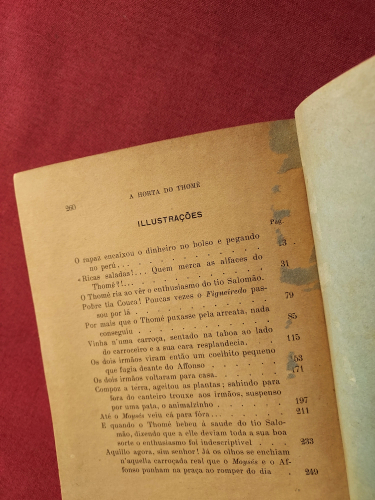 260
A HORTA DO THOMÉ
ILLUSTRAÇÕES
Pag.
O rapaz encaixou o dinheiro no bolso e pegando
no perú. . . . 13
«Ricas saladas!... Quem merca as alfaces do
Thomé?!... 31
O Thomé ria ao vêr o enthusiasmo do tio Salomão.
Pobre tia Couca! Poucas vezes o Figueiredo pas-
sou por lá 79
Por mais que o Thomé puxasse pela arreata, nada
conseguiu 85
Vinha n'uma carroça, sentado na taboa ao lado
do carroceiro e a sua cara resplandecia. 115
Os dois irmãos viram então um coelhito pequeno
que fugia deante do Affonso 153
Os dois irmãos voltaram para casa. 171
Compoz a terra, ageitou as plantas; sahindo para
fora do canteiro trouxe aos irmãos, suspenso
por uma pata, o animalzinho 197
Até o Mopsés veiu cá para fóra. 211
E quando o Thomé bebeu á saude do tio Salo-
mão, dizendo que a elle deviam toda a sua boa
sorte o enthusiasmo foi indescriptivel 233
Aquillo agora, sim senhor! Já os olhos se enchiam
n'aquella carroçada real que o Mopsés e o Af-
fonso punham na praça ao romper do dia 249